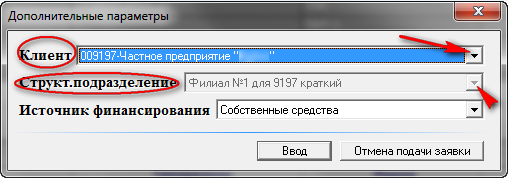 Дополнительные параметры
Клиент 009197-Частное предприятие "
Структ.подразделение Филиал №1 для 9197 краткий
Источник финансирования Собственные средства
Ввод Отмена подачи заявки